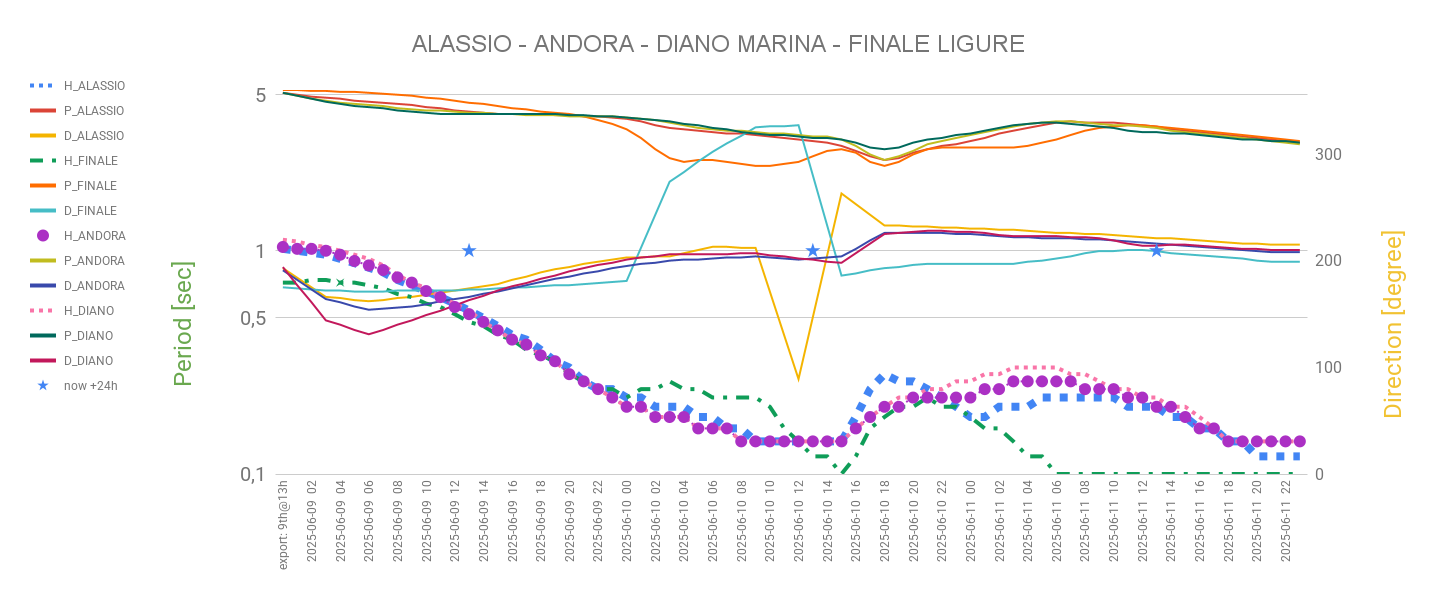 ALASSIO - ANDORA - DIANO MARINA - FINALE LIGURE
H_ALASSIO
P_ALASSIO
D_ALASSIO
H_FINALE
P_FINALE
D_FINALE
H_ANDORA
P_ANDORA
D_ANDORA
H_DIANO
P_DIANO
D_DIANO
now +24h
Period [sec]
5
1
0,5
0,1
300
200
100
0
Direction [degree]
export: 9th@13h
2025-06-09 02
2025-06-09 04
2025-06-09 06
2025-06-09 08
2025-06-09 10
2025-06-09 12
2025-06-09 14
2025-06-09 16
2025-06-09 18
2025-06-09 20
2025-06-09 22
2025-06-10 00
2025-06-10 02
2025-06-10 04
2025-06-10 06
2025-06-10 08
2025-06-10 10
2025-06-10 12
2025-06-10 14
2025-06-10 16
2025-06-10 18
2025-06-10 20
2025-06-10 22
2025-06-11 00
2025-06-11 02
2025-06-11 04
2025-06-11 06
2025-06-11 08
2025-06-11 10
2025-06-11 12
2025-06-11 14
2025-06-11 16
2025-06-11 18
2025-06-11 20
2025-06-11 22